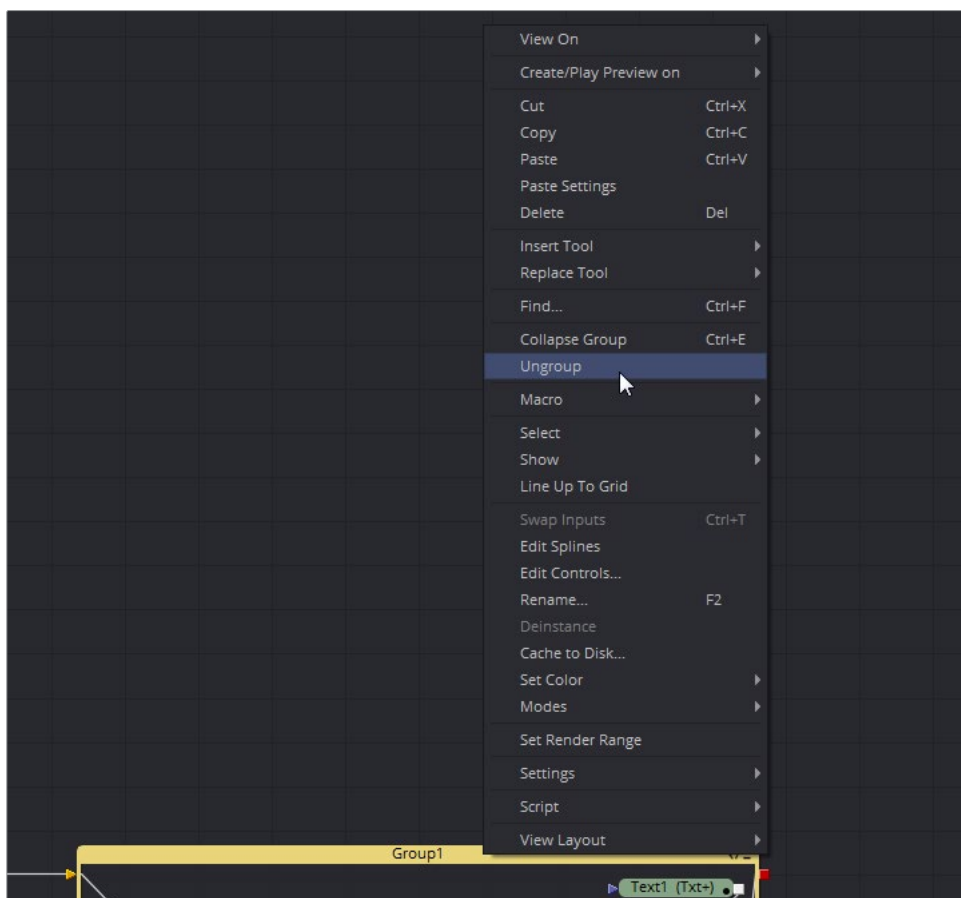 View On
Create/Play Preview on
Cut Ctrl+X
Copy Ctrl+C
Paste Ctrl+V
Paste Settings
Delete Del
Insert Tool
Replace Tool
Find... Ctrl+F
Collapse Group Ctrl+E
Ungroup
Macro
Select
Show
Line Up To Grid
Swap Inputs Ctrl+T
Edit Splines
Edit Controls...
Rename... F2
Deinstance
Cache to Disk...
Set Color
Modes
Set Render Range
Settings
Script
View Layout
Group1
Text1 (Txt+)